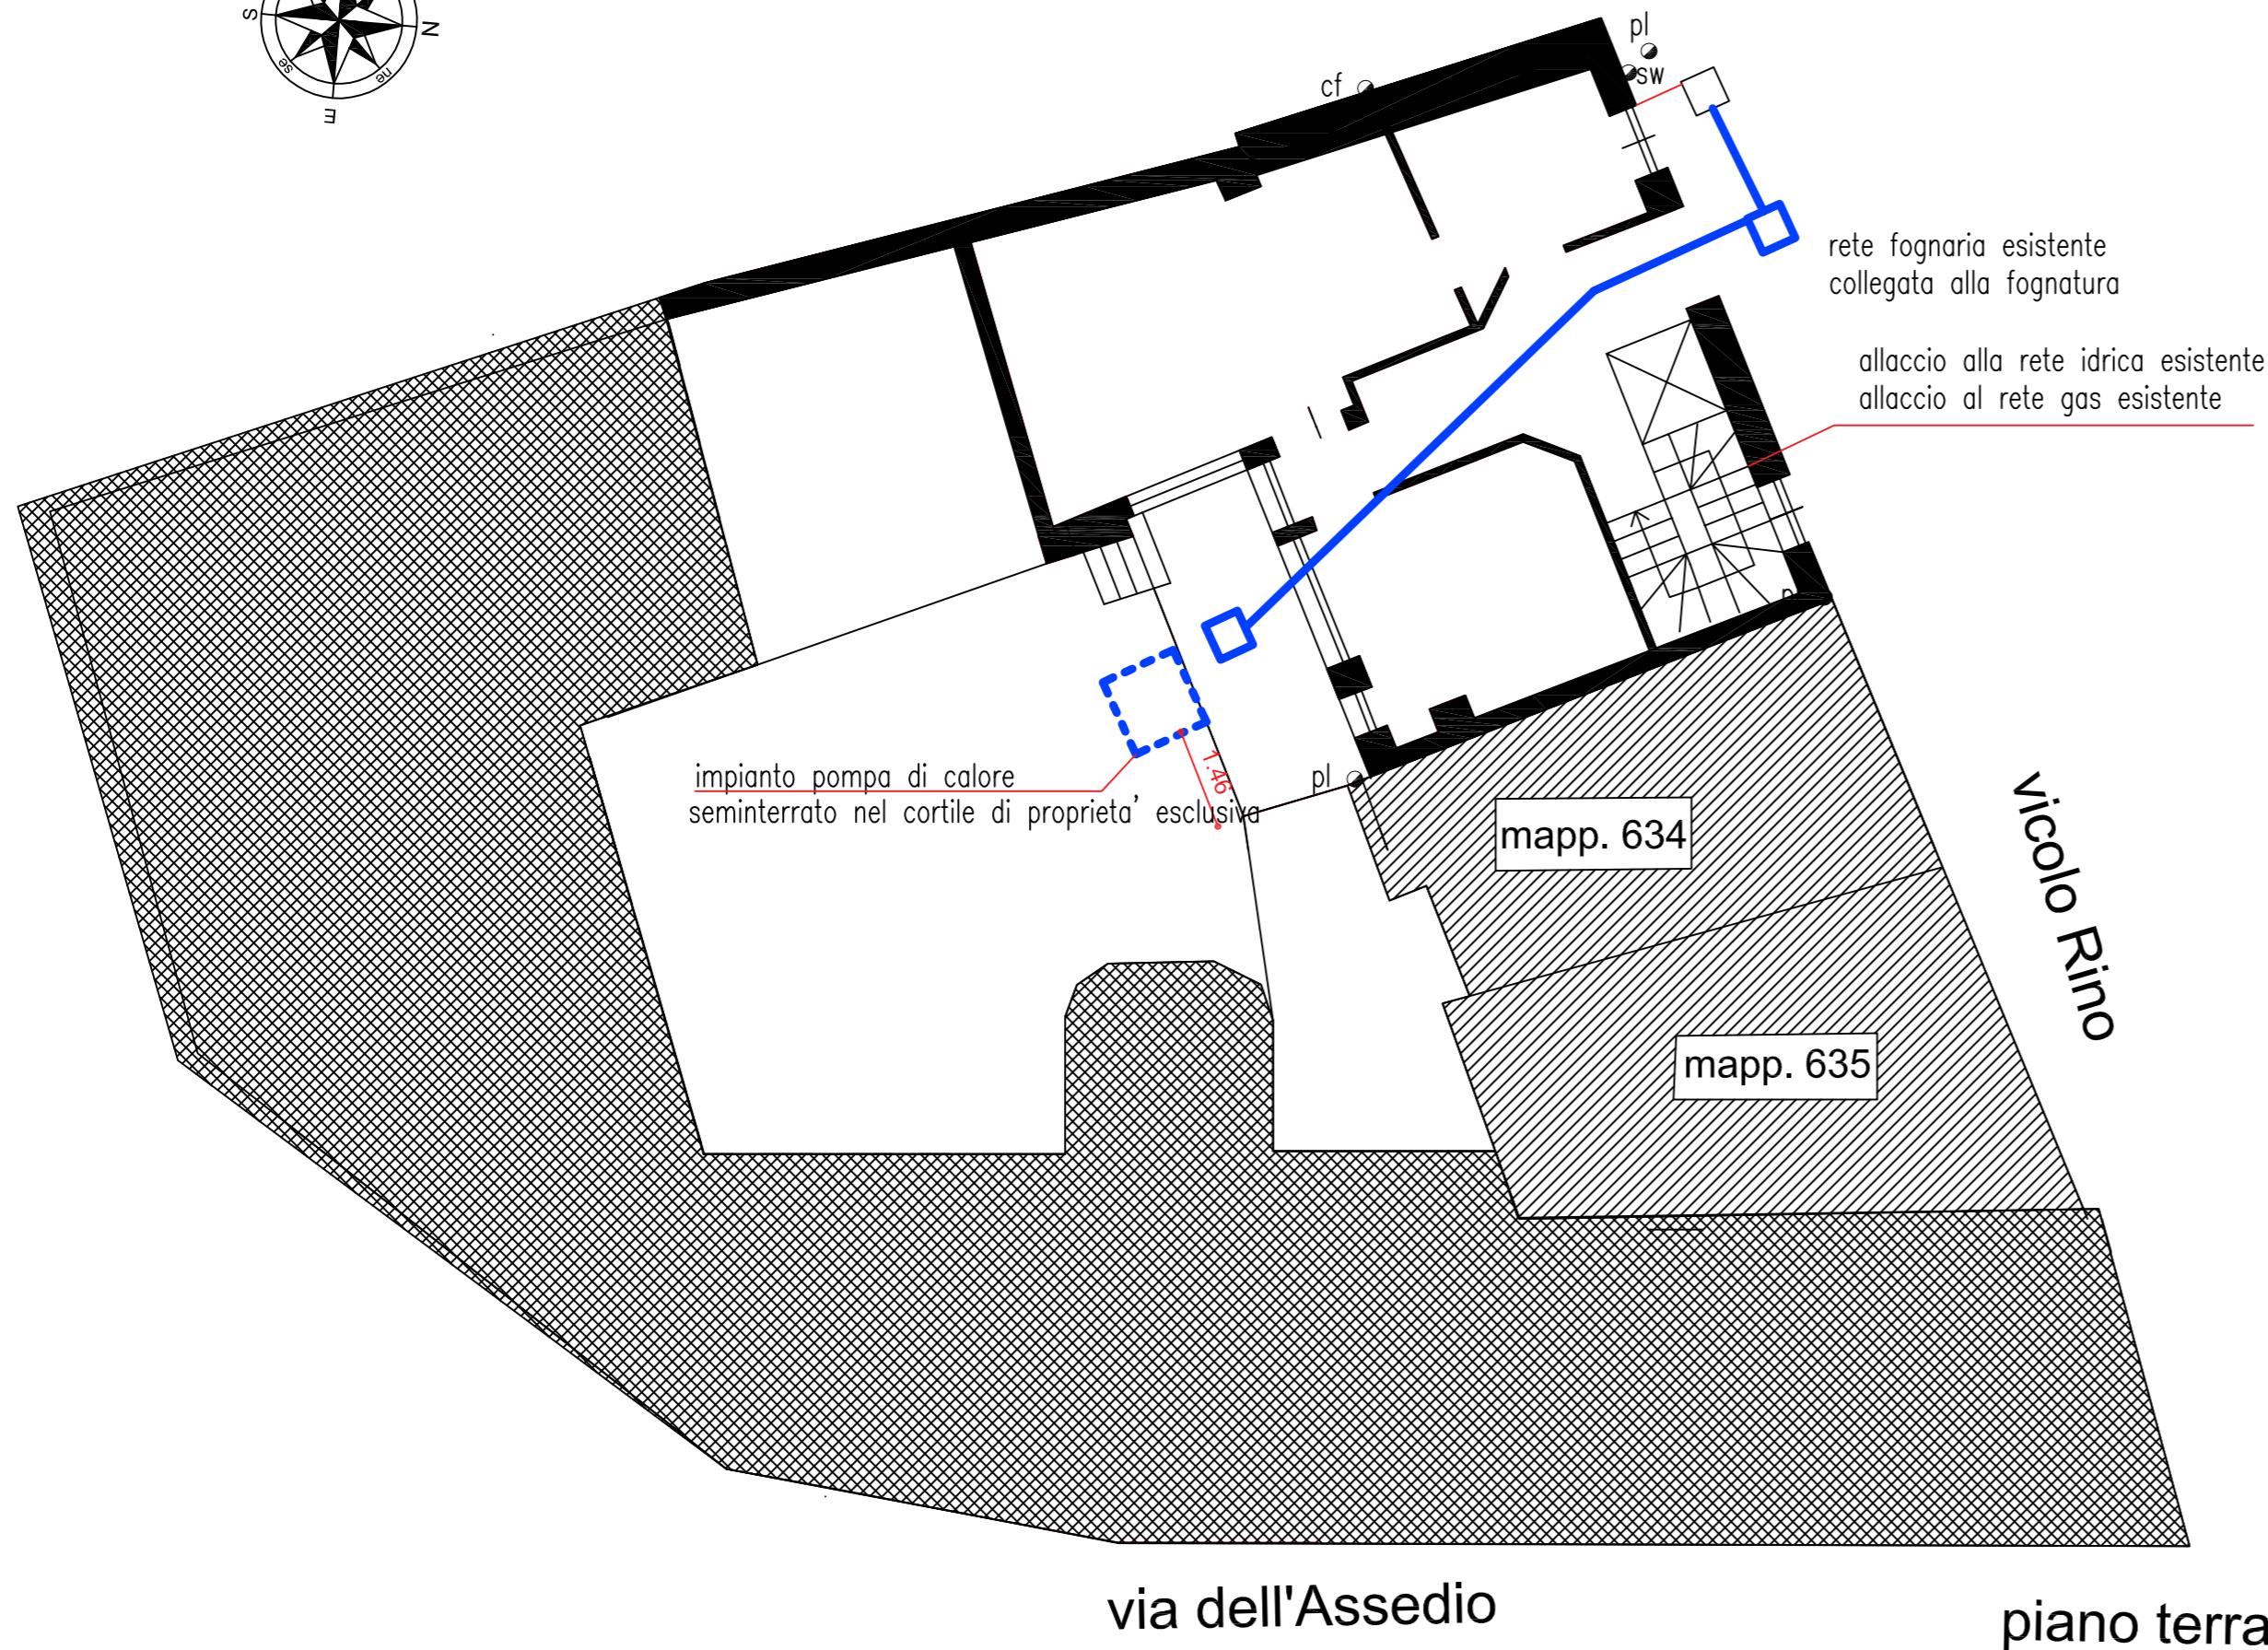 S
N
se
ne
E
pl
cf
sw
rete fognaria esistente
collegata alla fognatura
allaccio alla rete idrica esistente
allaccio al rete gas esistente
impianto pompa di calore
seminterrato nel cortile di proprieta' esclusiva
1.46
pl
mapp. 634
mapp. 635
vicolo Rino
via dell'Assedio
piano terra